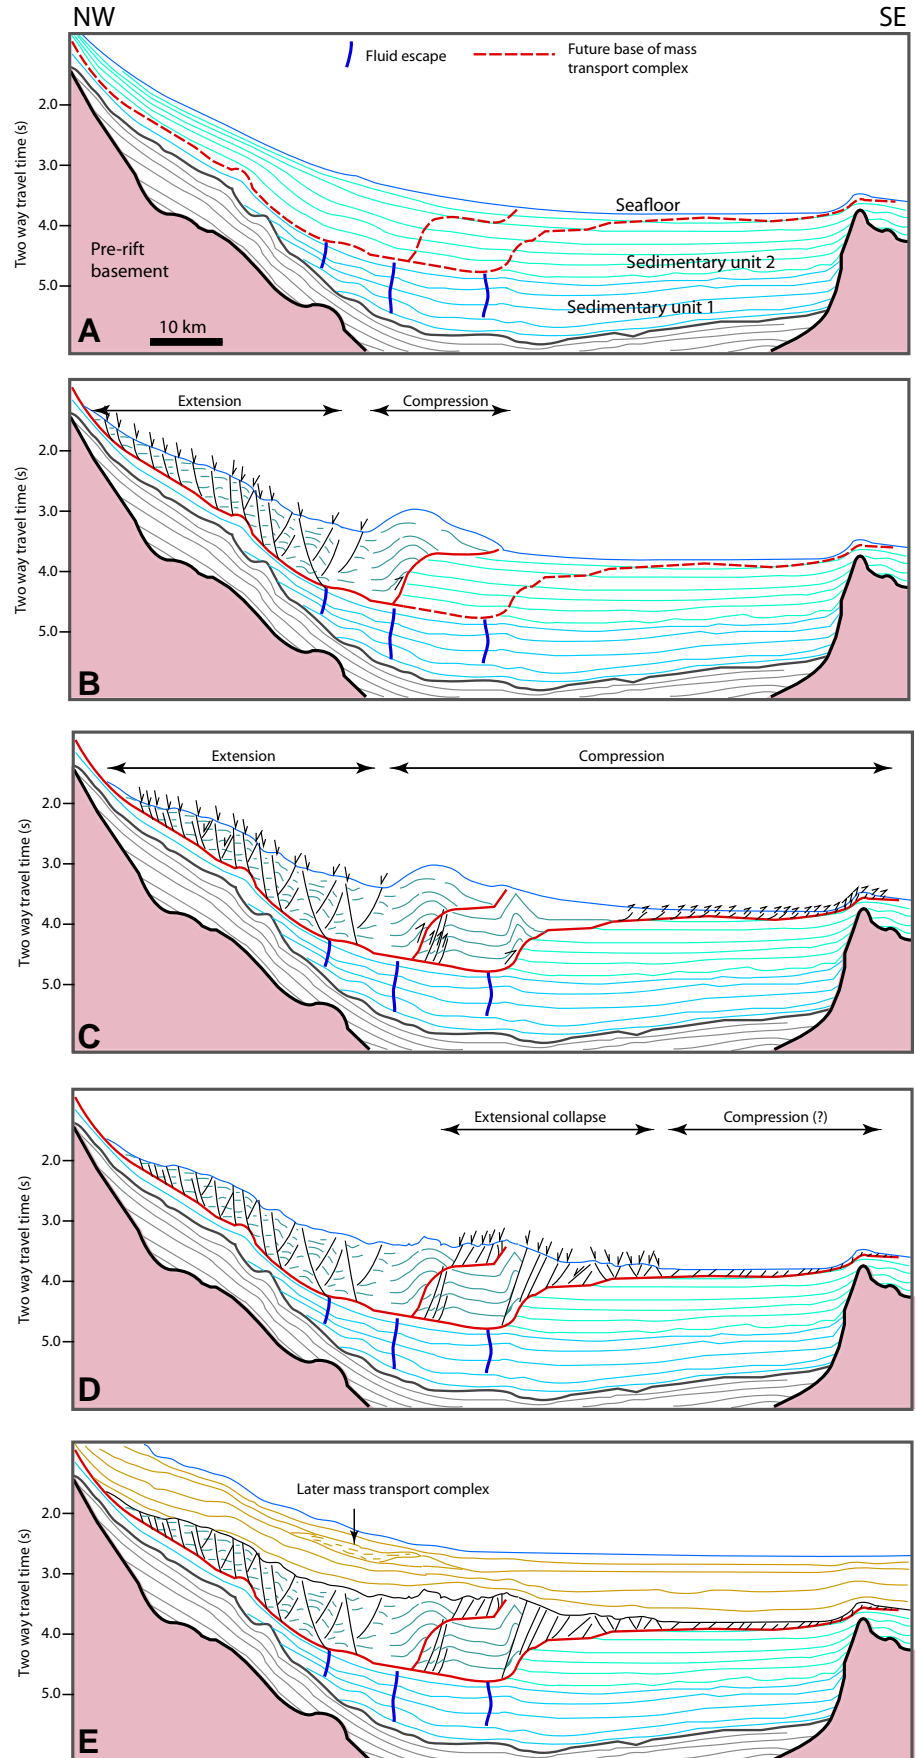 NW
SE
Fluid escape
Future base of mass
transport complex
Two way travel time (s)
2.0
3.0
4.0
5.0
Seafloor
Sedimentary unit 2
Sedimentary unit 1
Pre-rift
basement
10 km
A
Extension
Compression
Two way travel time (s)
2.0
3.0
4.0
5.0
B
Extension
Compression
Two way travel time (s)
2.0
3.0
4.0
5.0
C
Extensional collapse
Compression (?)
Two way travel time (s)
2.0
3.0
4.0
5.0
D
Later mass transport complex
Two way travel time (s)
2.0
3.0
4.0
5.0
E